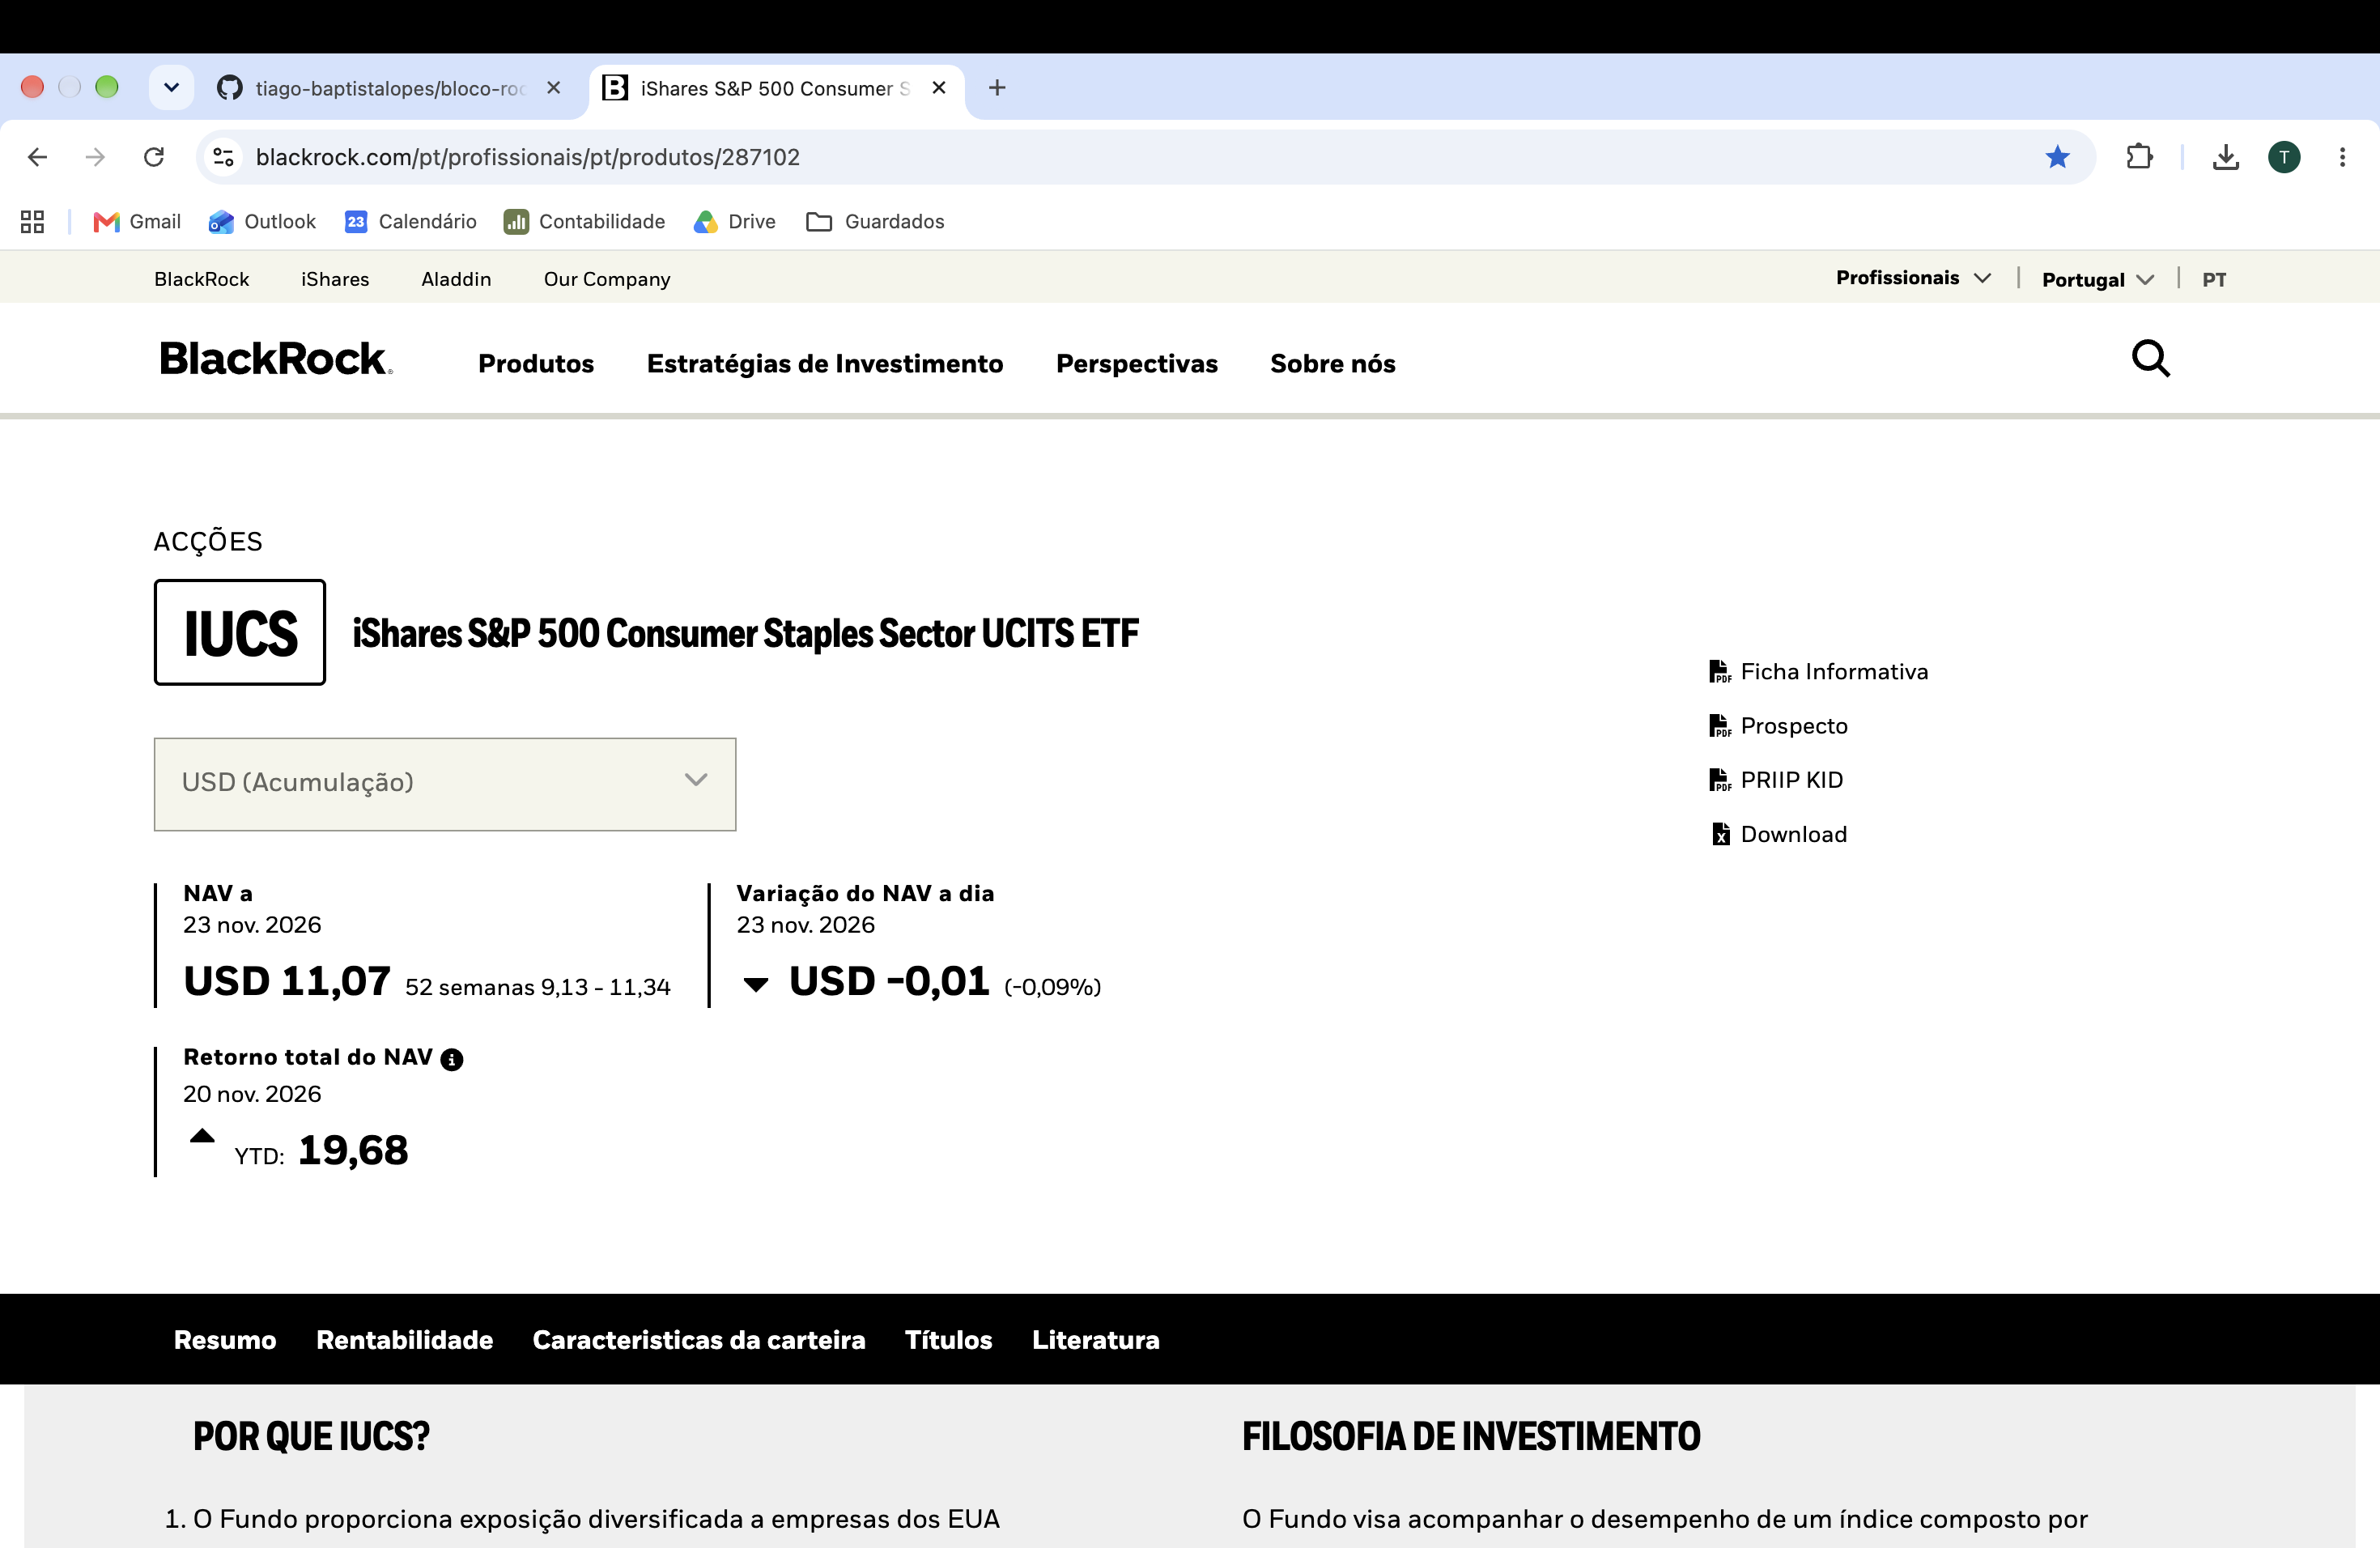 tiago-baptistalopes/bloco-roc
iShares S&P 500 Consumer S
blackrock.com/pt/profissionais/pt/produtos/287102
T
Gmail
Outlook
23 Calendário
Contabilidade
Drive
Guardados
BlackRock iShares Aladdin Our Company
Profissionais Portugal PT
BlackRock® Produtos Estratégias de Investimento Perspectivas Sobre nós
ACÇÕES
IUCS iShares S&P 500 Consumer Staples Sector UCITS ETF
USD (Acumulação)
Ficha Informativa
Prospecto
PRIIP KID
Download
NAV a
23 nov. 2026
USD 11,07 52 semanas 9,13 - 11,34
Variação do NAV a dia
23 nov. 2026
USD -0,01 (-0,09%)
Retorno total do NAV
20 nov. 2026
YTD: 19,68
Resumo Rentabilidade Caracteristicas da carteira Títulos Literatura
POR QUE IUCS?
1. O Fundo proporciona exposição diversificada a empresas dos EUA
FILOSOFIA DE INVESTIMENTO
O Fundo visa acompanhar o desempenho de um índice composto por